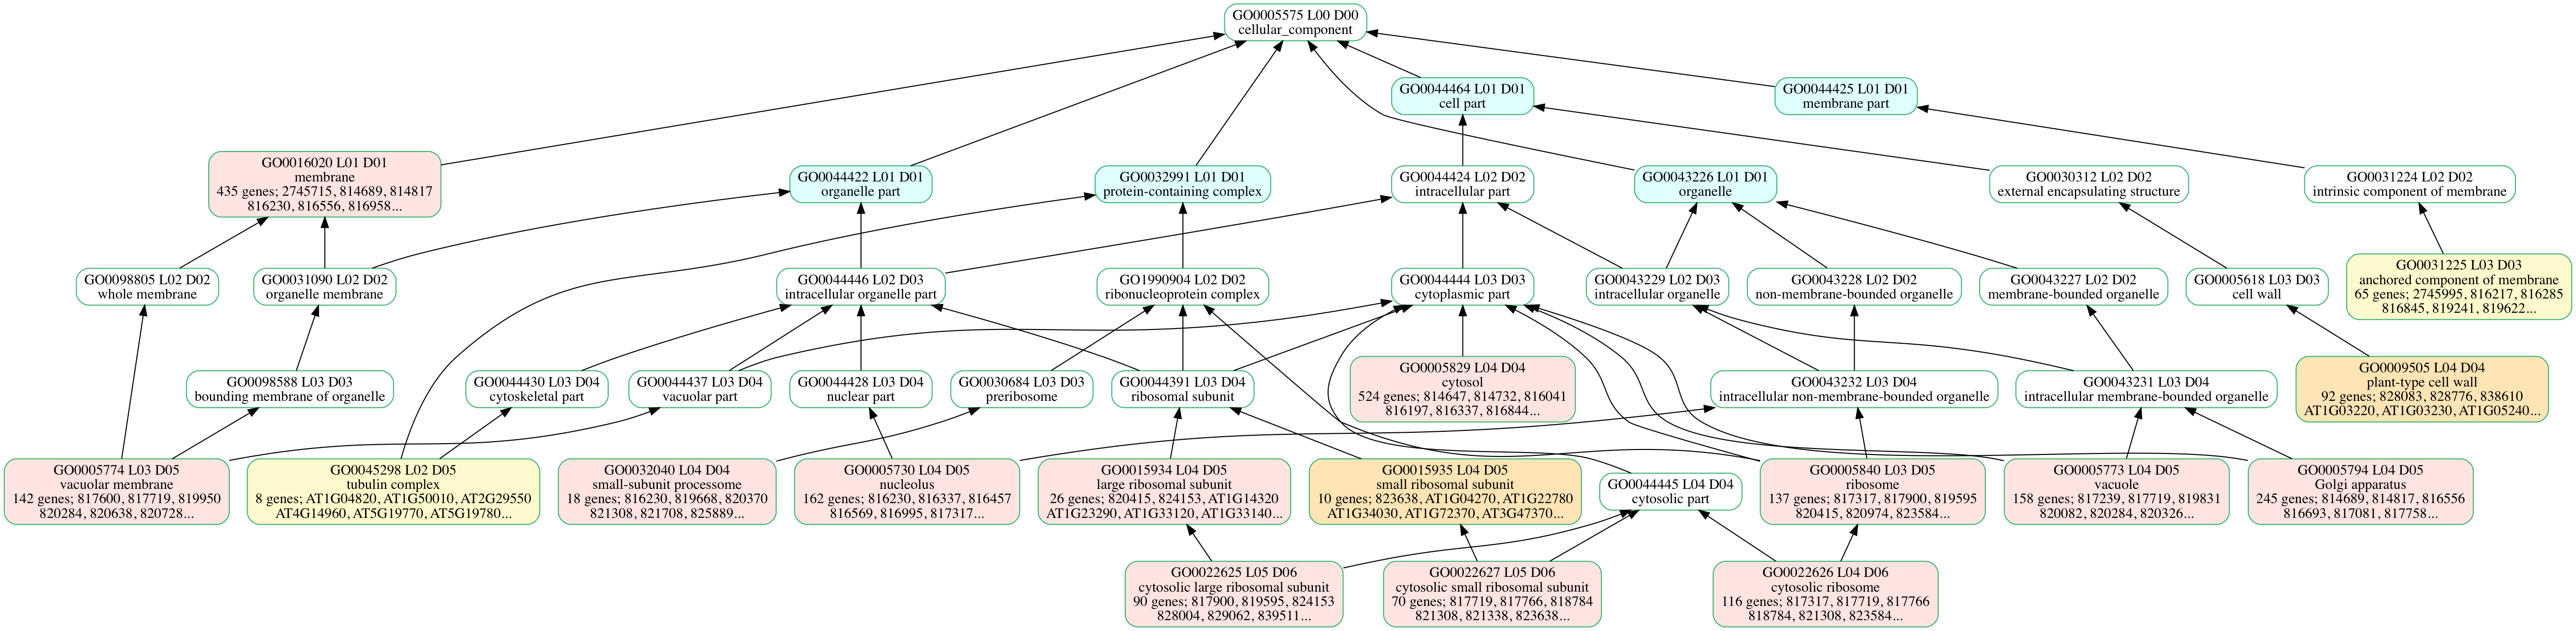 GO0005575 L00 D00
cellular_component
GO0044464 L01 D01
cell part
GO0044425 L01 D01
membrane part
GO0016020 L01 D01
membrane
435 genes; 2745715, 814689, 814817
816230, 816556, 816958...
GO0044422 L01 D01
organelle part
GO0032991 L01 D01
protein-containing complex
GO0044424 L02 D02
intracellular part
GO0043226 L01 D01
organelle
GO0030312 L02 D02
external encapsulating structure
GO0031224 L02 D02
intrinsic component of membrane
GO0098805 L02 D02
whole membrane
GO0031090 L02 D02
organelle membrane
GO0044446 L02 D03
intracellular organelle part
GO1990904 L02 D02
ribonucleoprotein complex
GO0044444 L03 D03
cytoplasmic part
GO0043229 L02 D03
intracellular organelle
GO0043228 L02 D02
non-membrane-bounded organelle
GO0043227 L02 D02
membrane-bounded organelle
GO0005618 L03 D03
cell wall
GO0031225 L03 D03
anchored component of membrane
65 genes; 2745995, 816217, 816285
816845, 819241, 819622...
GO0098588 L03 D03
bounding membrane of organelle
GO0044430 L03 D04
cytoskeletal part
GO0044437 L03 D04
vacuolar part
GO0044428 L03 D04
nuclear part
GO0030684 L03 D03
preribosome
GO0044391 L03 D04
ribosomal subunit
GO0005829 L04 D04
cytosol
524 genes; 814647, 814732, 816041
816197, 816337, 816844...
GO0043232 L03 D04
intracellular non-membrane-bounded organelle
GO0043231 L03 D04
intracellular membrane-bounded organelle
GO0009505 L04 D04
plant-type cell wall
92 genes; 828083, 828776, 838610
AT1G03220, AT1G03230, AT1G05240...
GO0005774 L03 D05
vacuolar membrane
142 genes; 817600, 817719, 819950
820284, 820638, 820728...
GO0045298 L02 D05
tubulin complex
8 genes; AT1G04820, AT1G50010, AT2G29550
AT4G14960, AT5G19770, AT5G19780...
GO0032040 L04 D04
small-subunit processome
18 genes; 816230, 819668, 820370
821308, 821708, 825889...
GO0005730 L04 D05
nucleolus
162 genes; 816230, 816337, 816457
816569, 816995, 817317...
GO0015934 L04 D05
large ribosomal subunit
26 genes; 820415, 824153, AT1G14320
AT1G23290, AT1G33120, AT1G33140...
GO0015935 L04 D05
small ribosomal subunit
10 genes; 823638, AT1G04270, AT1G22780
AT1G34030, AT1G72370, AT3G47370...
GO0044445 L04 D04
cytosolic part
GO0005840 L03 D05
ribosome
137 genes; 817317, 817900, 819595
820415, 820974, 823584...
GO0005773 L04 D05
vacuole
158 genes; 817239, 817719, 819831
820082, 820284, 820326...
GO0005794 L04 D05
Golgi apparatus
245 genes; 814689, 814817, 816556
816693, 817081, 817758...
GO0022625 L05 D06
cytosolic large ribosomal subunit
90 genes; 817900, 819595, 824153
828004, 829062, 839511...
GO0022627 L05 D06
cytosolic small ribosomal subunit
70 genes; 817719, 817766, 818784
821308, 821338, 823638...
GO0022626 L04 D06
cytosolic ribosome
116 genes; 817317, 817719, 817766
818784, 821308, 823584...